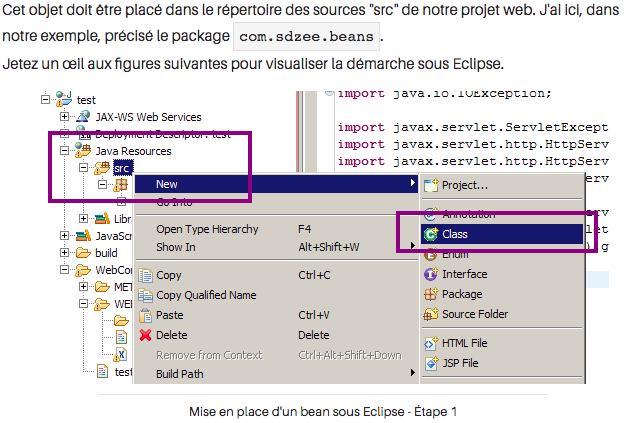 Cet objet doit être placé dans le répertoire des sources "src" de notre projet web. J'ai ici, dans
notre exemple, précisé le package com.sdzee.beans.
Jetez un œil aux figures suivantes pour visualiser la démarche sous Eclipse.
test
JAX-WS Web Services
Deployment Descriptor: test
Java Resources
src
Libr
JavaScr
build
WebCon
MET
WEB
test
New
Go Into
Open Type Hierarchy F4
Show In Alt+Shift+W
Copy Ctrl+C
Copy Qualified Name
Paste Ctrl+V
Delete Delete
Remove from Context Ctrl+Alt+Shift+Down
Build Path
Project...
Annotation
Class
Enum
Interface
Package
Source Folder
HTML File
JSP File
import java.io.IOException;
import javax.servlet.ServletExcept
import javax.servlet.http.HttpServ
import javax.servlet.http.HttpServ
Mise en place d'un bean sous Eclipse - Étape 1